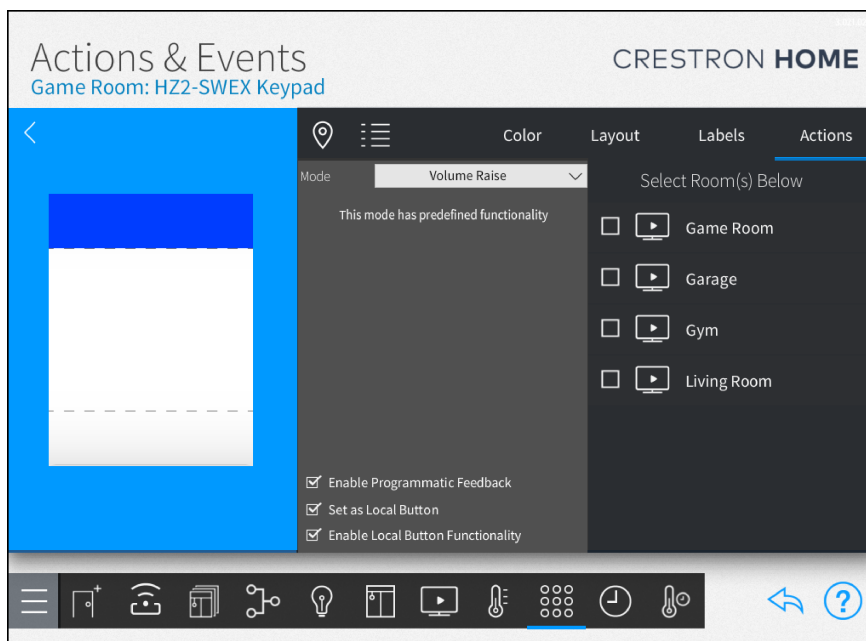 Actions & Events
CRESTRON HOME
Game Room: HZ2-SWEX Keypad
Color Layout Labels Actions
Mode Volume Raise
Select Room(s) Below
This mode has predefined functionality
Game Room
Garage
Gym
Living Room
Enable Programmatic Feedback
Set as Local Button
Enable Local Button Functionality
?